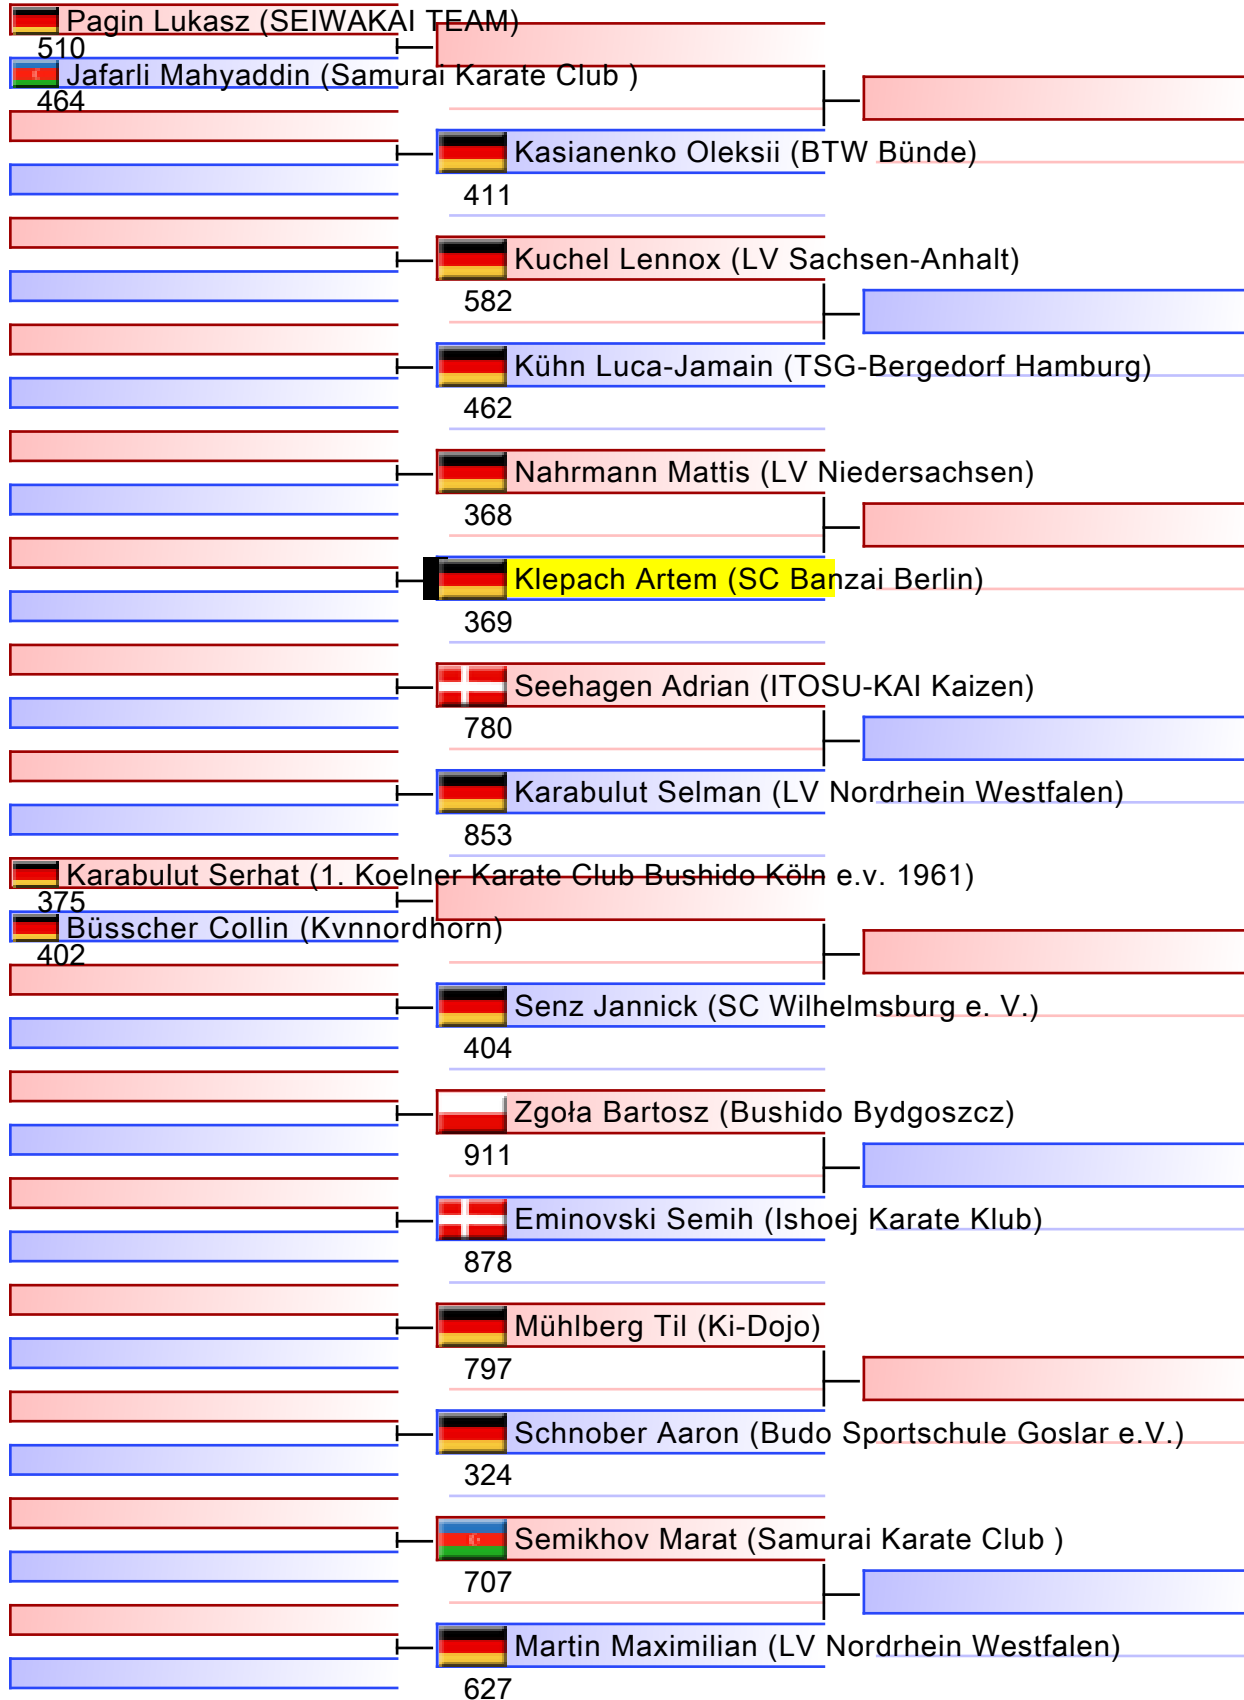 Pagin Lukasz (SEIWAKAI TEAM)
510
Jafarli Mahyaddin (Samurai Karate Club )
464
Kasianenko Oleksii (BTW Bünde)
411
Kuchel Lennox (LV Sachsen-Anhalt)
582
Kühn Luca-Jamain (TSG-Bergedorf Hamburg)
462
Nahrmann Mattis (LV Niedersachsen)
368
Klepach Artem (SC Banzai Berlin)
369
Seehagen Adrian (ITOSU-KAI Kaizen)
780
Karabulut Selman (LV Nordrhein Westfalen)
853
Karabulut Serhat (1. Koelner Karate Club Bushido Köln e.v. 1961)
375
Büsscher Collin (Kvnnordhorn)
402
Senz Jannick (SC Wilhelmsburg e. V.)
404
Zgoła Bartosz (Bushido Bydgoszcz)
911
Eminovski Semih (Ishoej Karate Klub)
878
Mühlberg Til (Ki-Dojo)
797
Schnober Aaron (Budo Sportschule Goslar e.V.)
324
Semikhov Marat (Samurai Karate Club )
707
Martin Maximilian (LV Nordrhein Westfalen)
627